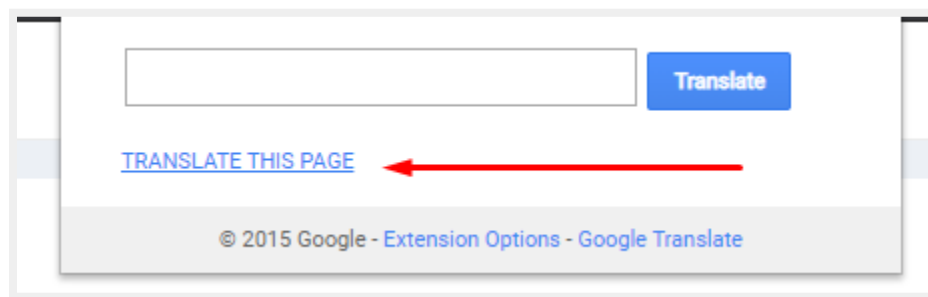 Translate
TRANSLATE THIS PAGE
© 2015 Google - Extension Options - Google Translate